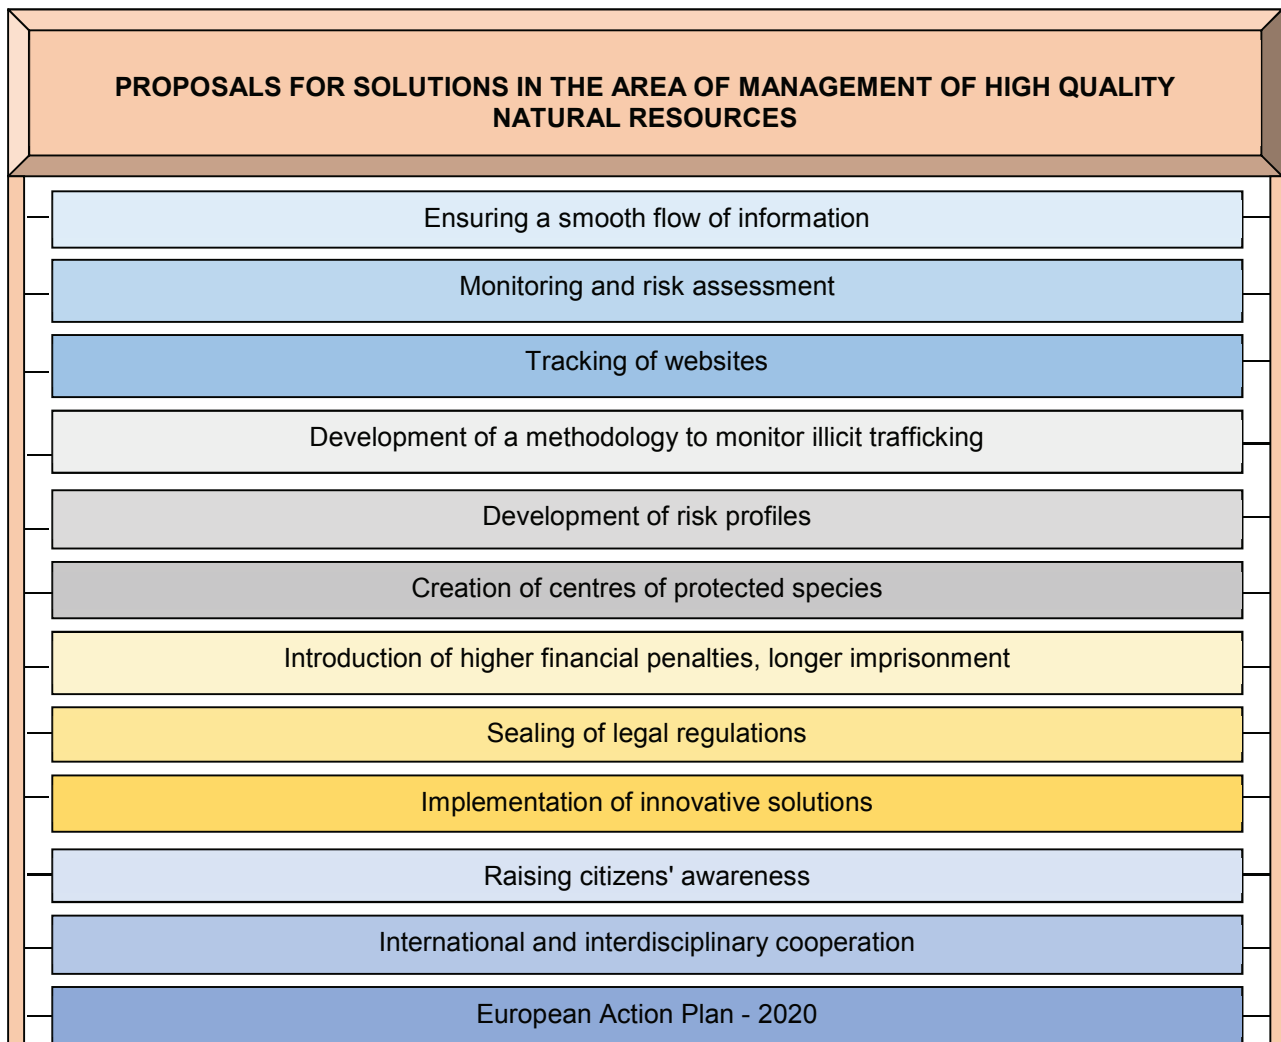 PROPOSALS FOR SOLUTIONS IN THE AREA OF MANAGEMENT OF HIGH QUALITY
NATURAL RESOURCES
Ensuring a smooth flow of information
Monitoring and risk assessment
Tracking of websites
Development of a methodology to monitor illicit trafficking
Development of risk profiles
Creation of centres of protected species
Introduction of higher financial penalties, longer imprisonment
Sealing of legal regulations
Implementation of innovative solutions
Raising citizens' awareness
International and interdisciplinary cooperation
European Action Plan - 2020